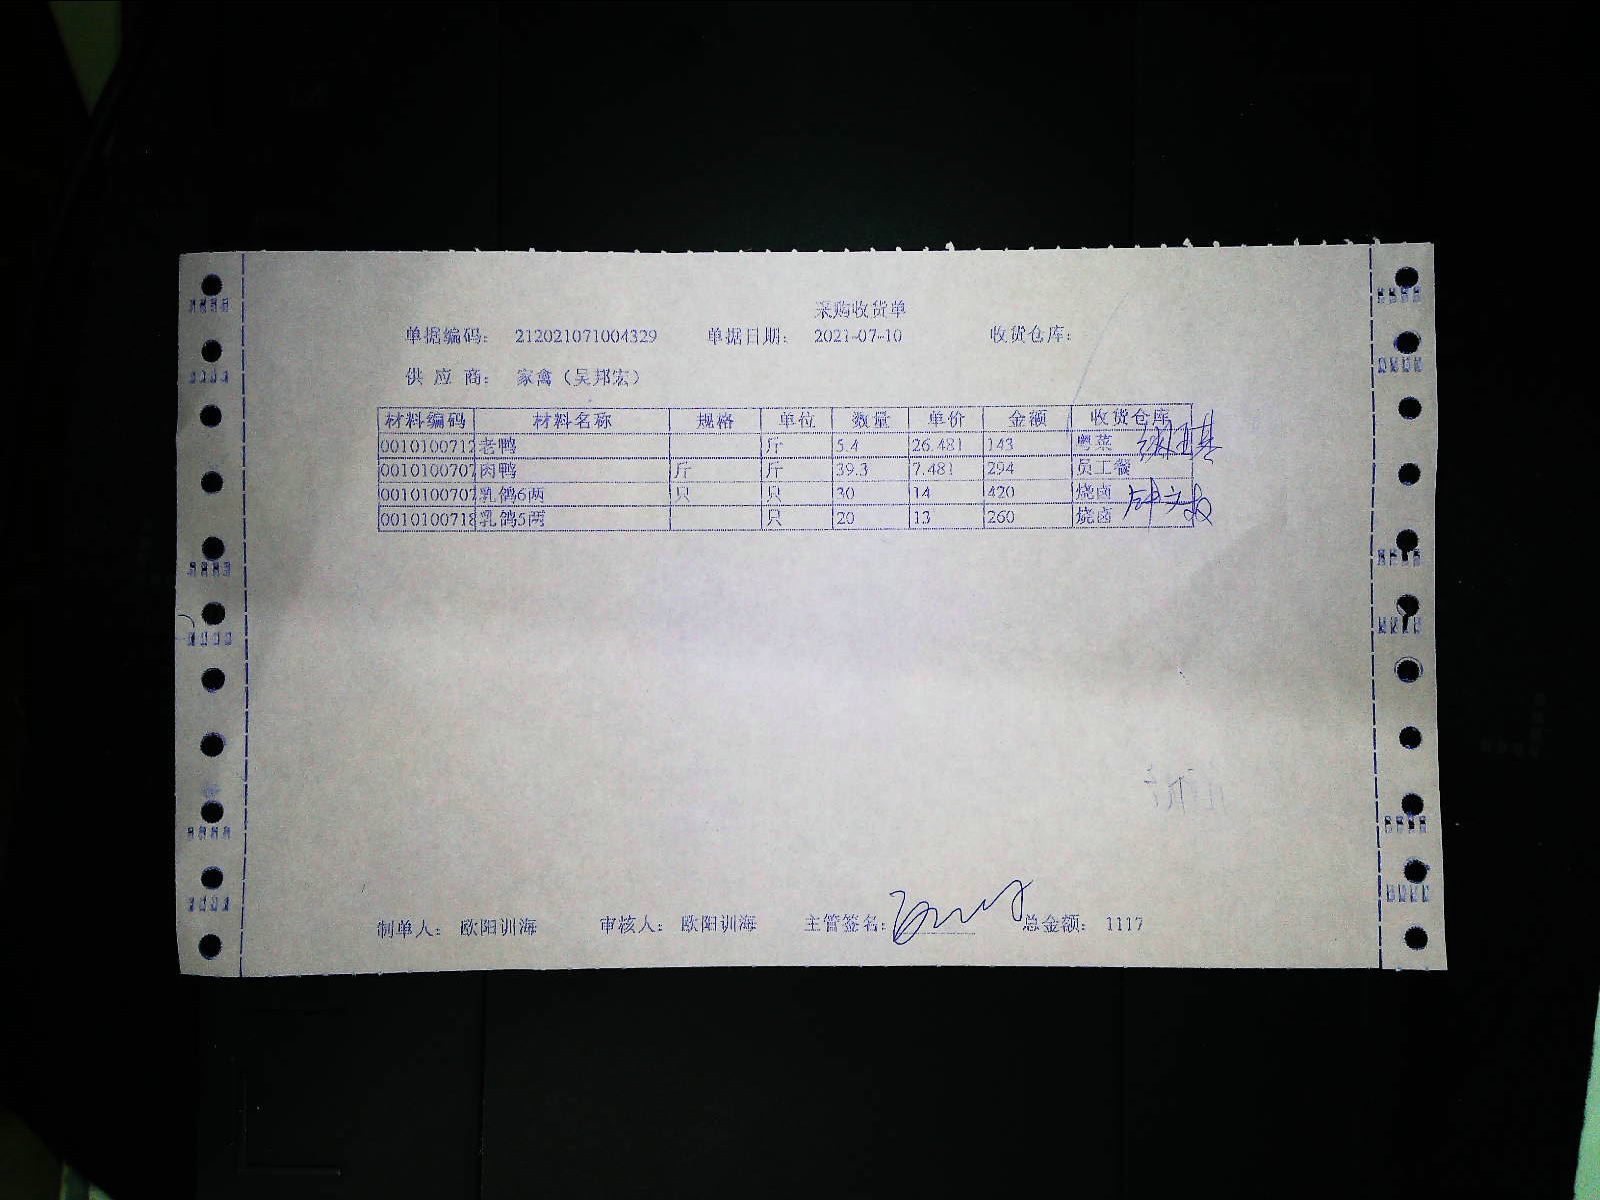 采购收货单
单据编码: 212021071004329 单据日期: 2021-07-10 收货仓库:
供 应 商: 家禽（吴邦宏）
材料编码 材料名称 规格 单位 数量 单价 金额 收货仓库
0010100712 老鸭 斤 5.4 26.481 143 粤菜
0010100707 肉鸭 斤 斤 39.3 7.481 294 员工餐
0010100707 乳鸽6两 只 只 30 14 420 烧卤
0010100718 乳鸽5两 只 20 13 260 烧卤
制单人: 欧阳训海 审核人: 欧阳训海 主管签名: 总金额: 1117